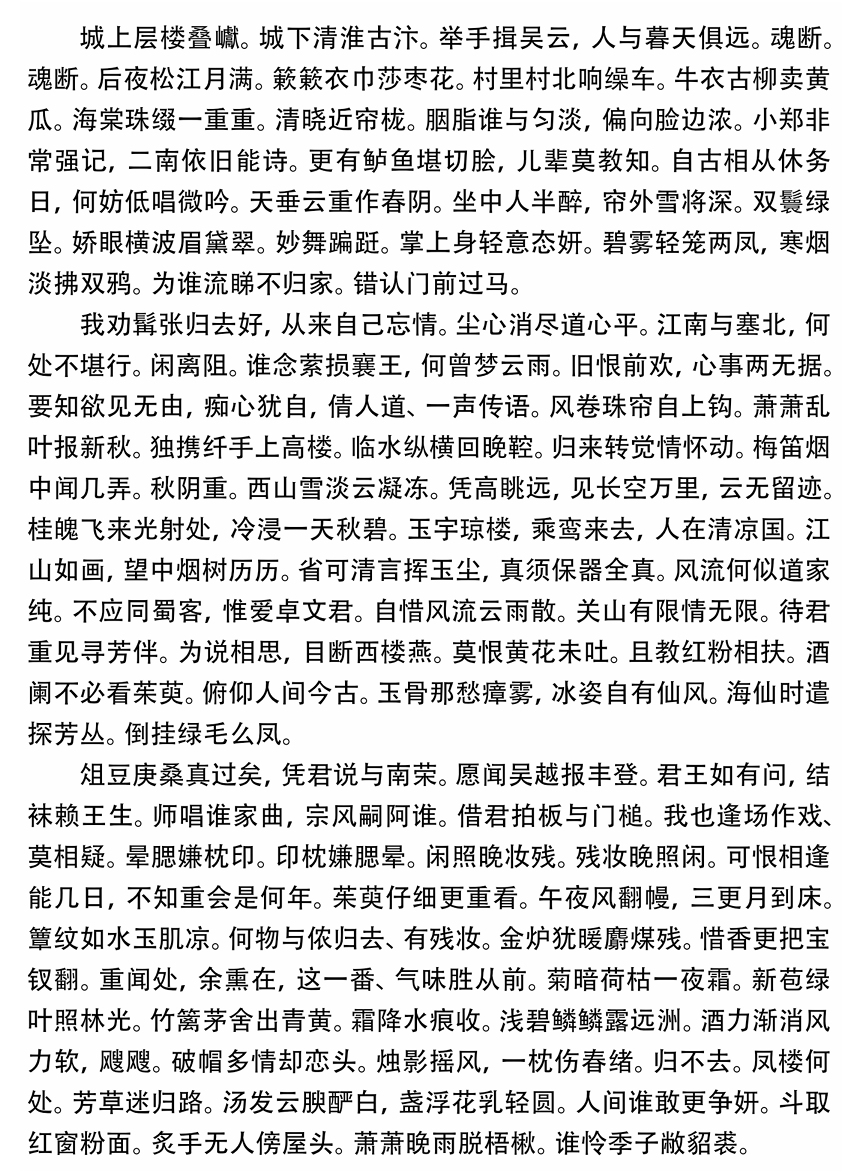 城上层楼叠巘。城下清淮古汴。举手揖吴云,人与暮天俱远。魂断。
魂断。后夜松江月满。簌簌衣巾莎枣花。村里村北响缲车。牛衣古柳卖黄
瓜。海棠珠缀一重重。清晓近帘栊。胭脂谁与匀淡,偏向脸边浓。小郑非
常强记,二南依旧能诗。更有鲈鱼堪切脍,儿辈莫教知。自古相从休务
日,何妨低唱微吟。天垂云重作春阴。坐中人半醉,帘外雪将深。双鬟绿
坠。娇眼横波眉黛翠。妙舞蹁跹。掌上身轻意态妍。碧雾轻笼两凤,寒烟
淡拂双鸦。为谁流睇不归家。错认门前过马。
我劝髯张归去好,从来自己忘情。尘心消尽道心平。江南与塞北,何
处不堪行。闲离阻。谁念萦损襄王,何曾梦云雨。旧恨前欢,心事两无据。
要知欲见无由,痴心犹自,倩人道、一声传语。风卷珠帘自上钩。萧萧乱
叶报新秋。独携纤手上高楼。临水纵横回晚鞚。归来转觉情怀动。梅笛烟
中闻几弄。秋阴重。西山雪淡云凝冻。凭高眺远,见长空万里,云无留迹。
桂魄飞来光射处,冷浸一天秋碧。玉宇琼楼,乘鸾来去,人在清凉国。江
山如画,望中烟树历历。省可清言挥玉尘,真须保器全真。风流何似道家
纯。不应同蜀客,惟爱卓文君。自惜风流云雨散。关山有限情无限。待君
重见寻芳伴。为说相思,目断西楼燕。莫恨黄花未吐。且教红粉相扶。酒
阑不必看茱萸。俯仰人间今古。玉骨那愁瘴雾,冰姿自有仙风。海仙时遣
探芳丛。倒挂绿毛么凤。
俎豆庚桑真过矣,凭君说与南荣。愿闻吴越报丰登。君王如有问,结
袜赖王生。师唱谁家曲,宗风嗣阿谁。借君拍板与门槌。我也逢场作戏、
莫相疑。晕腮嫌枕印。印枕嫌腮晕。闲照晚妆残。残妆晚照闲。可恨相逢
能几日,不知重会是何年。茱萸仔细更重看。午夜风翻幔,三更月到床。
簟纹如水玉肌凉。何物与侬归去、有残妆。金炉犹暖麝煤残。惜香更把宝
钗翻。重闻处,余熏在,这一番、气味胜从前。菊暗荷枯一夜霜。新苞绿
叶照林光。竹篱茅舍出青黄。霜降水痕收。浅碧鳞鳞露远洲。酒力渐消风
力软,飕飕。破帽多情却恋头。烛影摇风,一枕伤春绪。归不去。凤楼何
处。芳草迷归路。汤发云腴酽白,盏浮花乳轻圆。人间谁敢更争妍。斗取
红窗粉面。炙手无人傍屋头。萧萧晚雨脱梧楸。谁怜季子敝貂裘。